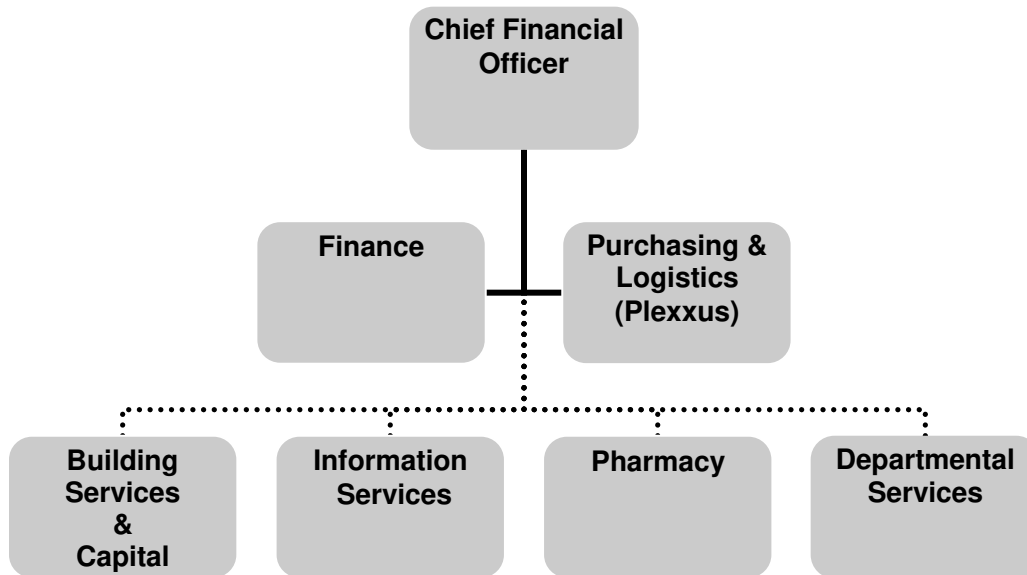 Chief Financial
Officer
Finance
Purchasing &
Logistics
(Plexxus)
Building
Services
&
Capital
Information
Services
Pharmacy
Departmental
Services